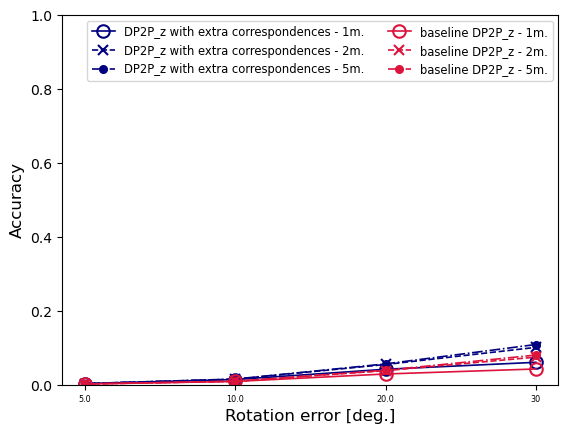 DP2P_z with extra correspondences - 1m.
DP2P_z with extra correspondences - 2m.
DP2P_z with extra correspondences - 5m.
baseline DP2P_z - 1m.
baseline DP2P_z - 2m.
baseline DP2P_z - 5m.
Accuracy
1.0
0.8
0.6
0.4
0.2
0.0
5.0 10.0 20.0 30
Rotation error [deg.]